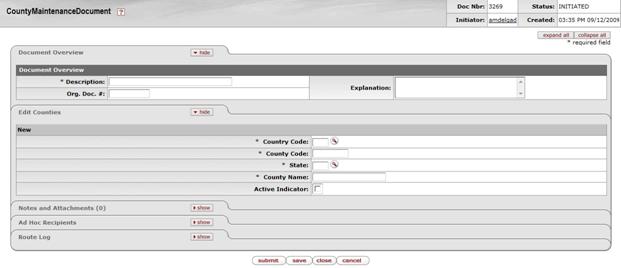 CountyMaintenanceDocument ?
Doc Nbr: 3269 Status: INITIATED
Initiator: amdelgad Created: 03:35 PM 09/12/2009
expand all collapse all
* required field
Document Overview hide
Document Overview
* Description: Explanation:
Org. Doc. #:
Edit Counties hide
New
* Country Code:
* County Code:
* State:
* County Name:
Active Indicator:
Notes and Attachments (0) show
Ad Hoc Recipients show
Route Log show
submit save close cancel